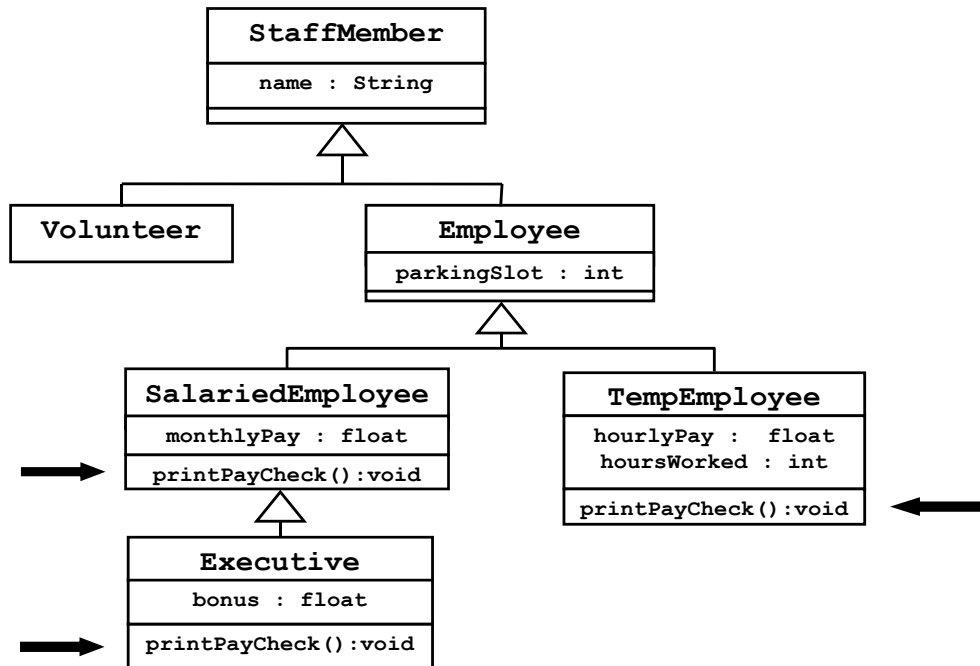 StaffMember
name : String
Volunteer
Employee
parkingSlot : int
SalariedEmployee
monthlyPay : float
printPayCheck():void
TempEmployee
hourlyPay :  float
hoursWorked : int
printPayCheck():void
Executive
bonus : float
printPayCheck():void